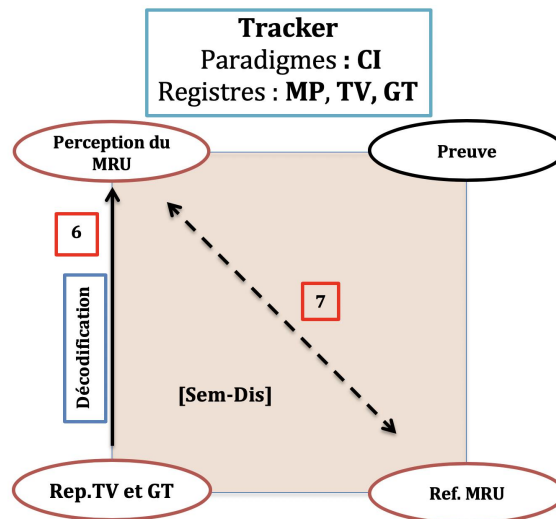 Tracker
Paradigmes : CI
Registres : MP, TV, GT
Perception du
MRU
Preuve
6
Décodification
7
[Sem-Dis]
Rep.TV et GT
Ref. MRU